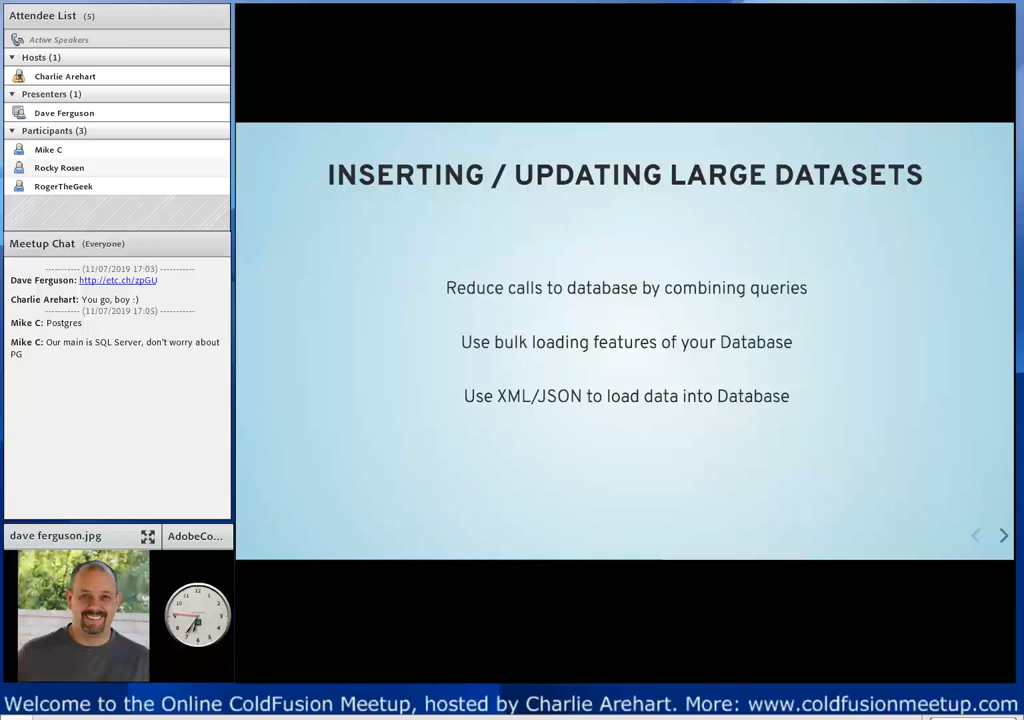 Attendee List (5)
Active Speakers
Hosts (1)
Charlie Arehart
Presenters (1)
Dave Ferguson
Participants (3)
Mike C
Rocky Rosen
RogerTheGeek
Meetup Chat (Everyone)
----------- (11/07/2019 17:03) -----------
Dave Ferguson: http://etc.ch/zpGU
Charlie Arehart: You go, boy :)
----------- (11/07/2019 17:05) -----------
Mike C: Postgres
Mike C: Our main is SQL Server, don't worry about
PG
dave ferguson.jpg
AdobeCo...
INSERTING / UPDATING LARGE DATASETS
Reduce calls to database by combining queries
Use bulk loading features of your Database
Use XML/JSON to load data into Database
Welcome to the Online ColdFusion Meetup, hosted by Charlie Arehart. More: www.coldfusionmeetup.com